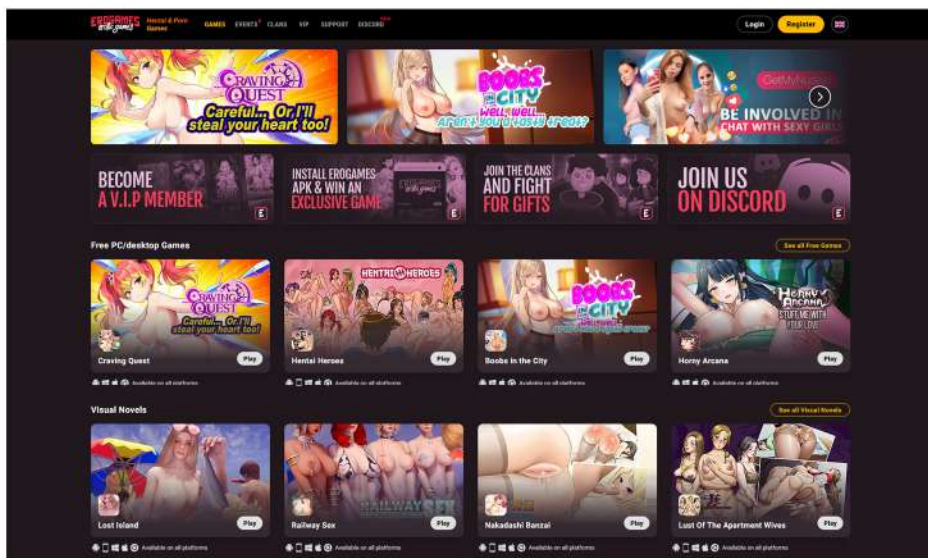 EROGAMES
erotic games
Hentai & Porn
Games
GAMES
EVENTS
CLANS
VIP
SUPPORT
DISCORD
Login
Register
CRAVING
QUEST
Careful... Or I'll
steal your heart too!
BOOBS
IN THE
CITY
WELL, WELL...
Aren't you a tasty treat?
GetMyNudes
BE INVOLVED IN
CHAT WITH SEXY GIRLS
BECOME
A V.I.P MEMBER
E
INSTALL EROGAMES
APK & WIN AN
EXCLUSIVE GAME
E
JOIN THE CLANS
AND FIGHT
FOR GIFTS
E
JOIN US
ON DISCORD
E
Free PC/desktop Games
See all Free Games
CRAVING
QUEST
Careful... Or I'll
steal your heart too!
Craving Quest
Play
HENTAI HEROES
Hentai Heroes
Play
BOOBS
IN THE
CITY
WELL, WELL...
Boobs in the City
Play
HORNY
ARCANA
STUFF ME WITH
YOUR LOVE
Horny Arcana
Play
Available on all platforms
Available on all platforms
Available on all platforms
Available on all platforms
Visual Novels
See all Visual Novels
Lost Island
Play
RAILWAY SEX
Railway Sex
Play
Nakadashi Banzai
Play
Lust Of The Apartment Wives
Play
Available on all platforms
Available on all platforms
Available on all platforms
Available on all platforms